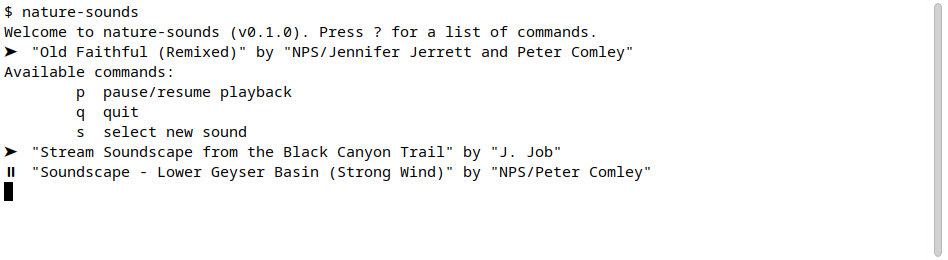 $ nature-sounds
Welcome to nature-sounds (v0.1.0). Press ? for a list of commands.
➤ "Old Faithful (Remixed)" by "NPS/Jennifer Jerrett and Peter Comley"
Available commands:
p pause/resume playback
q quit
s select new sound
➤ "Stream Soundscape from the Black Canyon Trail" by "J. Job"
⏸ "Soundscape - Lower Geyser Basin (Strong Wind)" by "NPS/Peter Comley"